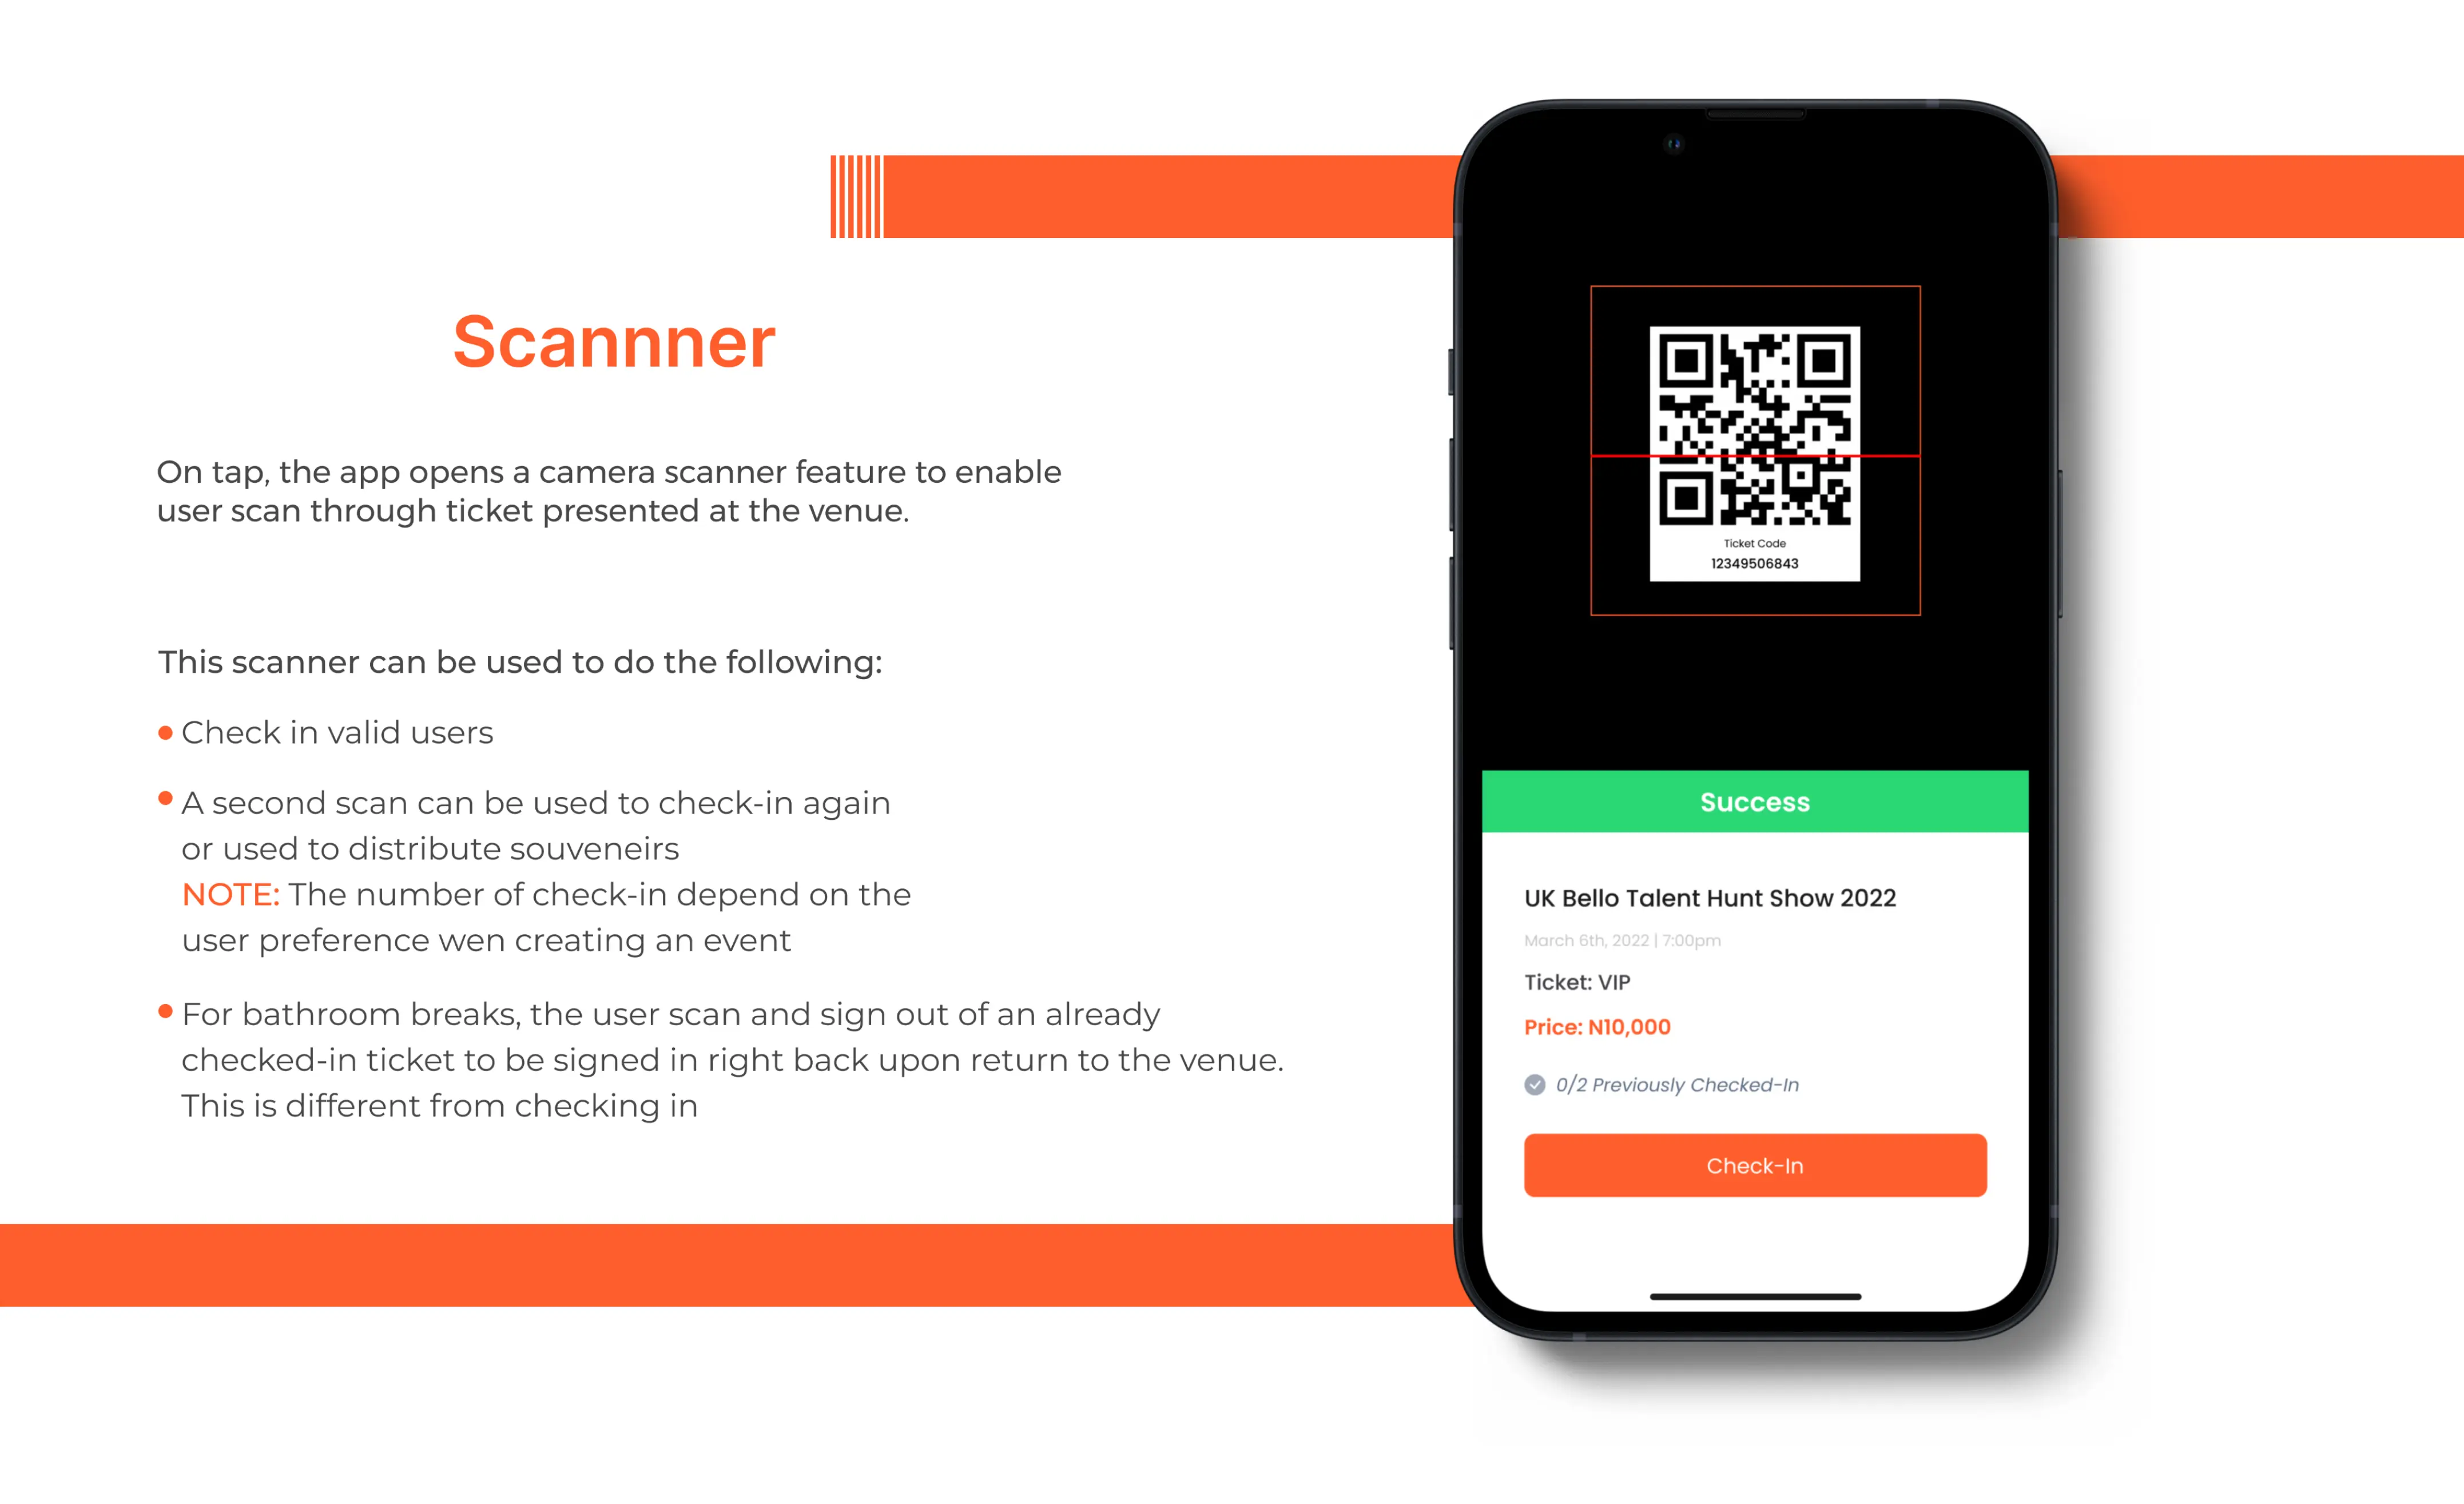 Scannner
On tap, the app opens a camera scanner feature to enable
user scan through ticket presented at the venue.
This scanner can be used to do the following:
Check in valid users
A second scan can be used to check-in again
or used to distribute souveneirs
NOTE: The number of check-in depend on the
user preference wen creating an event
For bathroom breaks, the user scan and sign out of an already
checked-in ticket to be signed in right back upon return to the venue.
This is different from checking in
Ticket Code
12349506843
Success
UK Bello Talent Hunt Show 2022
March 6th, 2022 | 7:00pm
Ticket: VIP
Price: N10,000
0/2 Previously Checked-In
Check-In